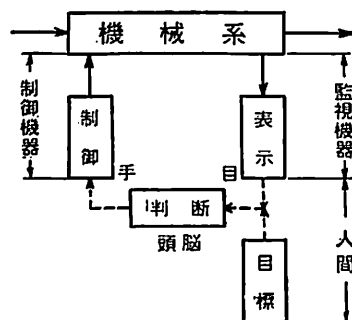 機械系
制御機器
制御
表示
監視機器
手
目
判断
頭脳
目標
人間